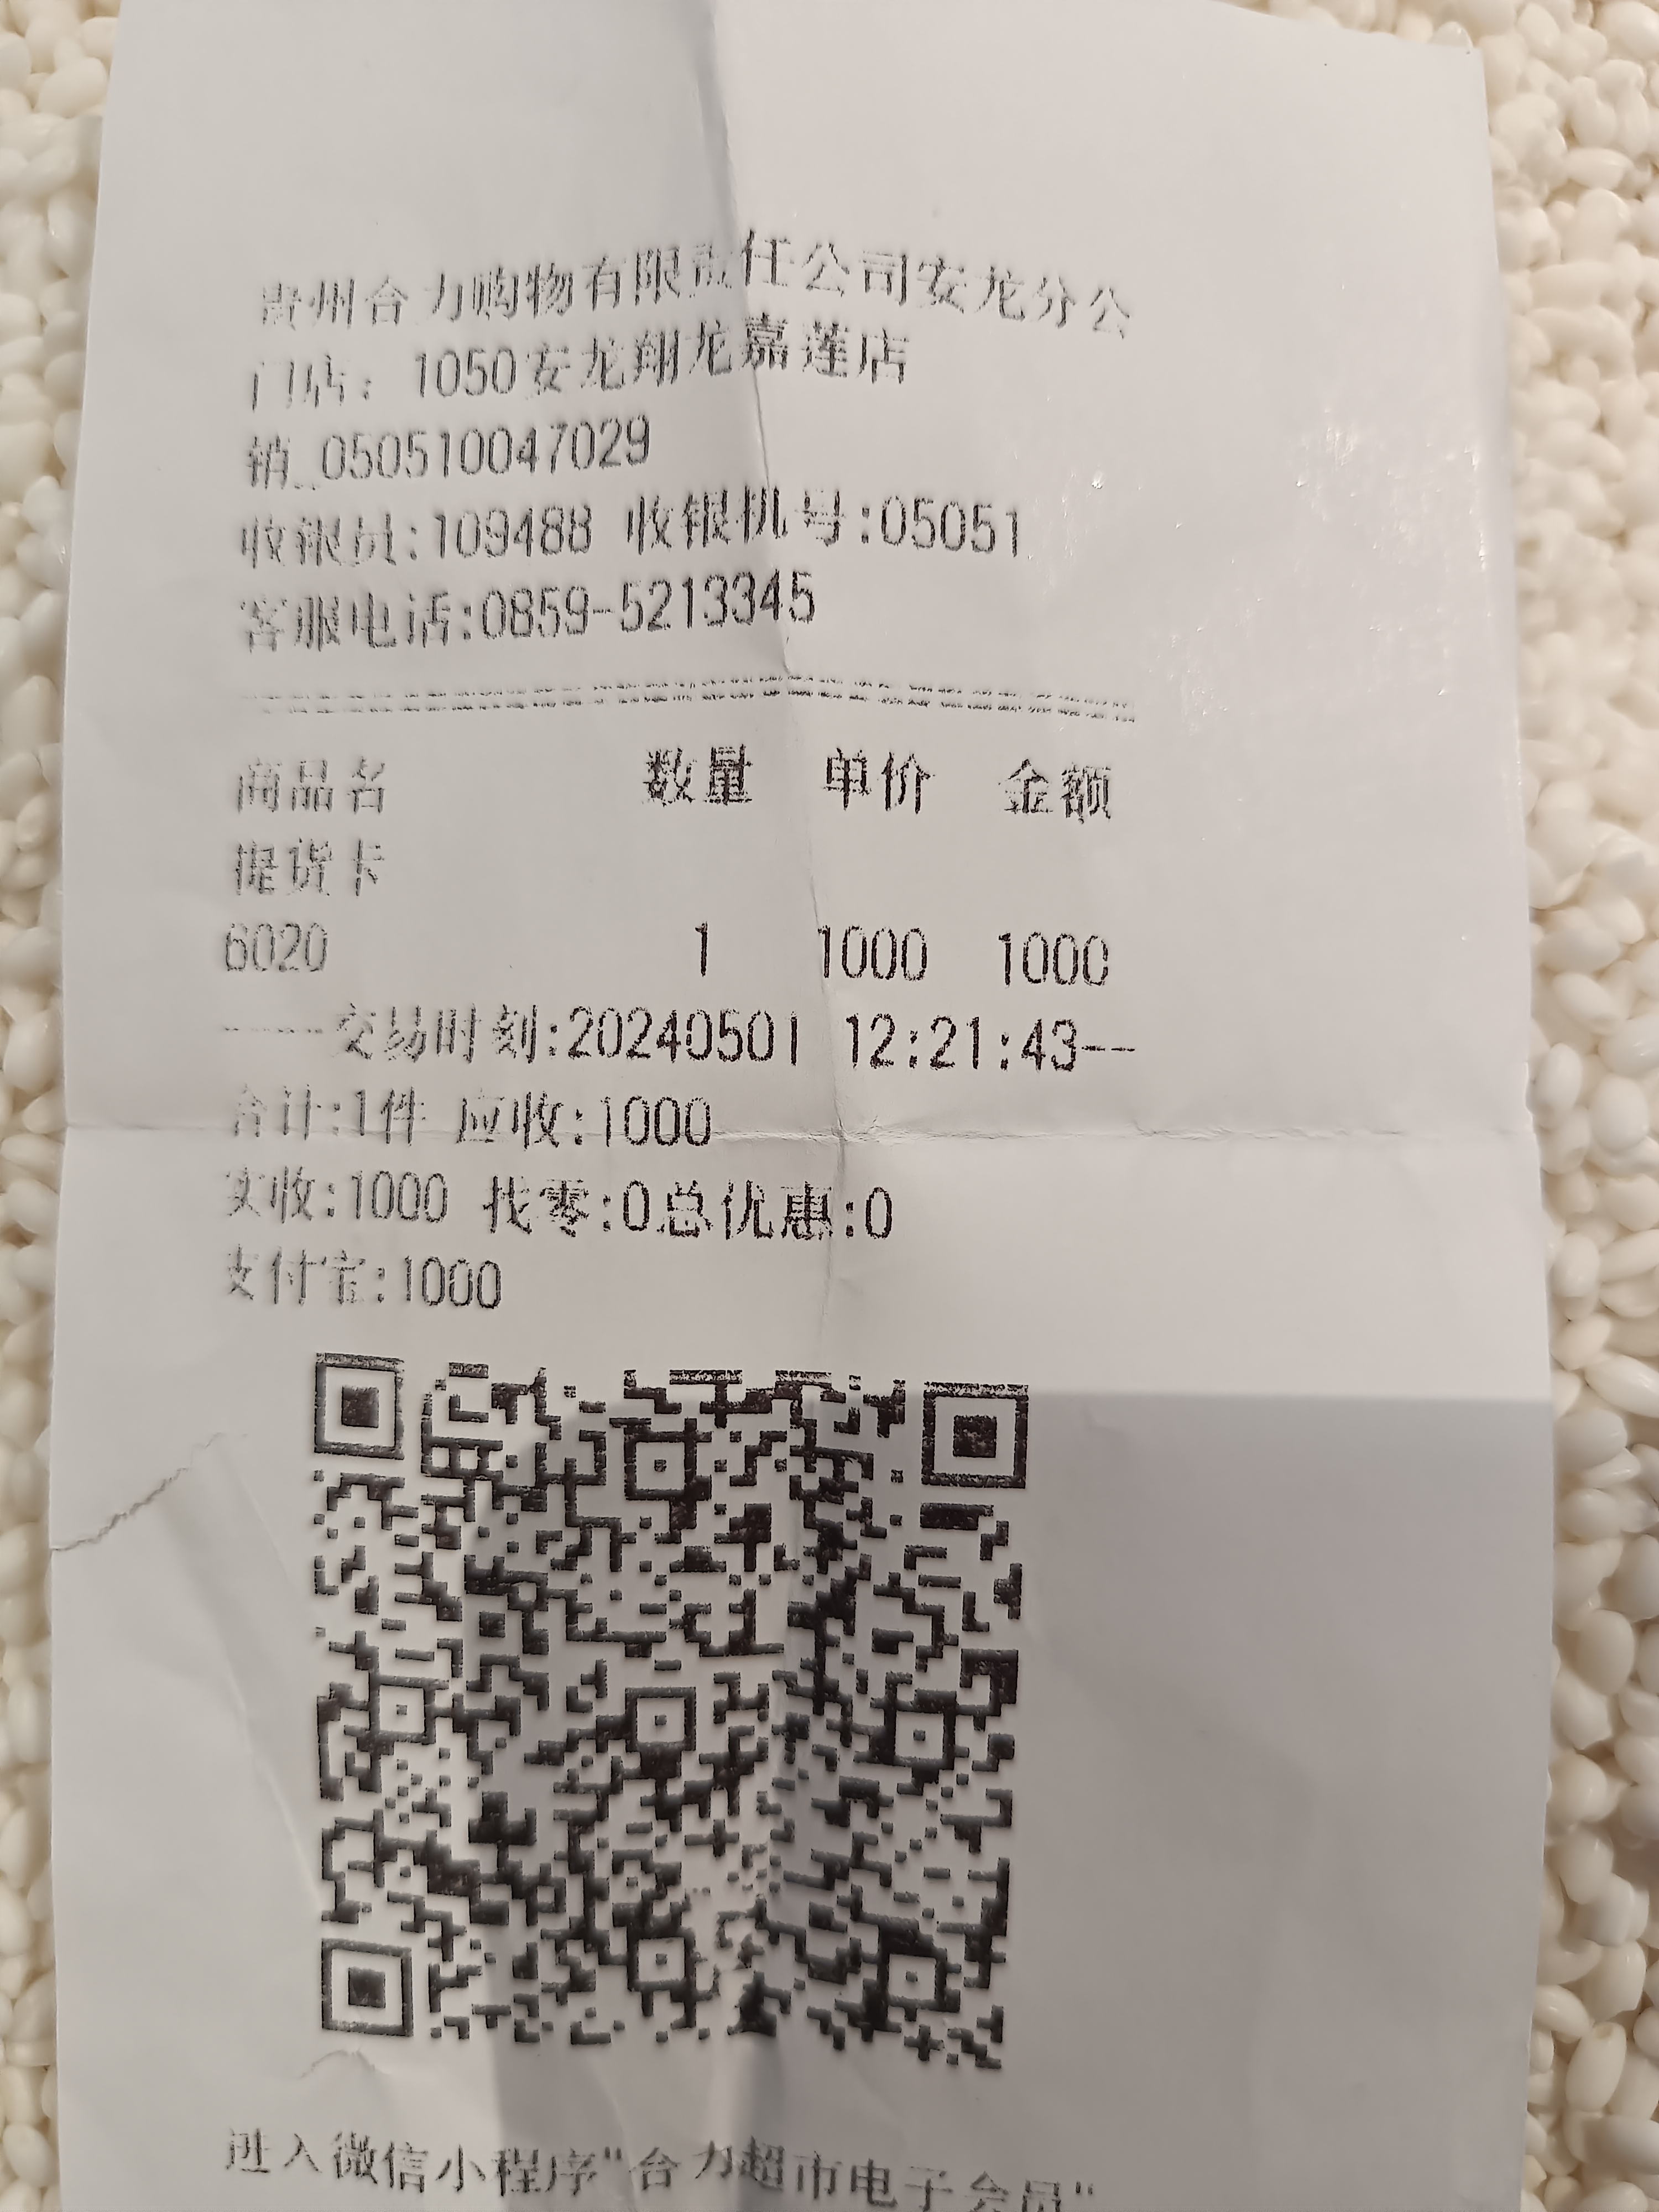 贵州合力购物有限责任公司安龙分公
门店：1050安龙翔龙嘉莲店
销 050510047029
收银员:109488 收银机号:05051
客服电话:0859-5213345
商品名 数量 单价 金额
提货卡
6020 1 1000 1000
----交易时刻:20240501 12:21:43--
合计:1件 应收:1000
实收:1000 找零:0总优惠:0
支付宝:1000
进入微信小程序"合力超市电子会员"